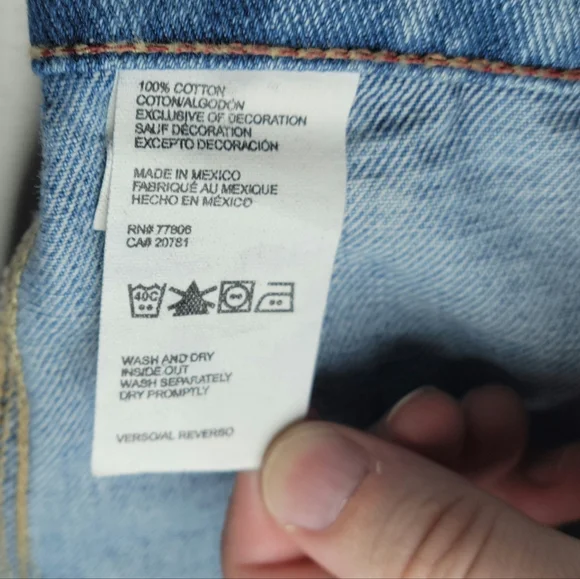 100% COTTON
COTON/ALGODÓN
EXCLUSIVE OF DECORATION
SAUF DÉCORATION
EXCEPTO DECORACIÓN
MADE IN MEXICO
FABRIQUÉ AU MEXIQUE
HECHO EN MÉXICO
RN# 77806
CA# 20781
40C
WASH AND DRY
INSIDE OUT
WASH SEPARATELY
DRY PROMPTLY
VERSO/AL REVERSO